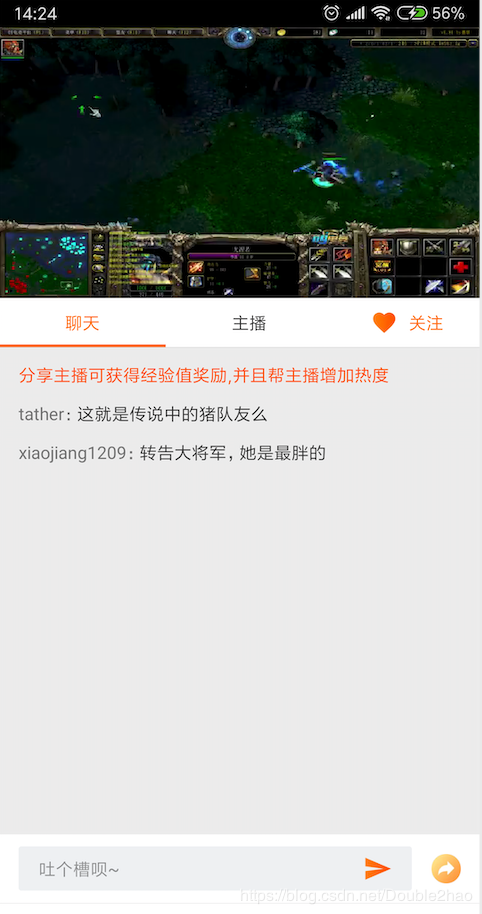 14:24
56%
聊天
主播
关注
分享主播可获得经验值奖励,并且帮主播增加热度
tather: 这就是传说中的猪队友么
xiaojiang1209: 转告大将军，她是最胖的
吐个槽呗~
https://blog.csdn.net/Double2hao